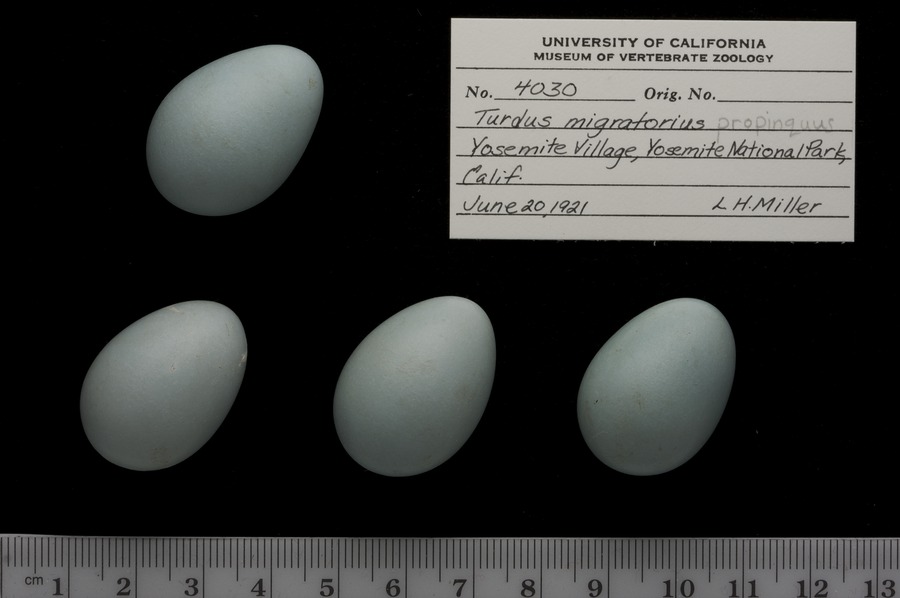 UNIVERSITY OF CALIFORNIA
MUSEUM OF VERTEBRATE ZOOLOGY
No. 4030 Orig. No.
Turdus migratorius propinquus
Yosemite Village, Yosemite National Park,
Calif.
June 20, 1921 L H. Miller
cm 1 2 3 4 5 6 7 8 9 10 11 12 13